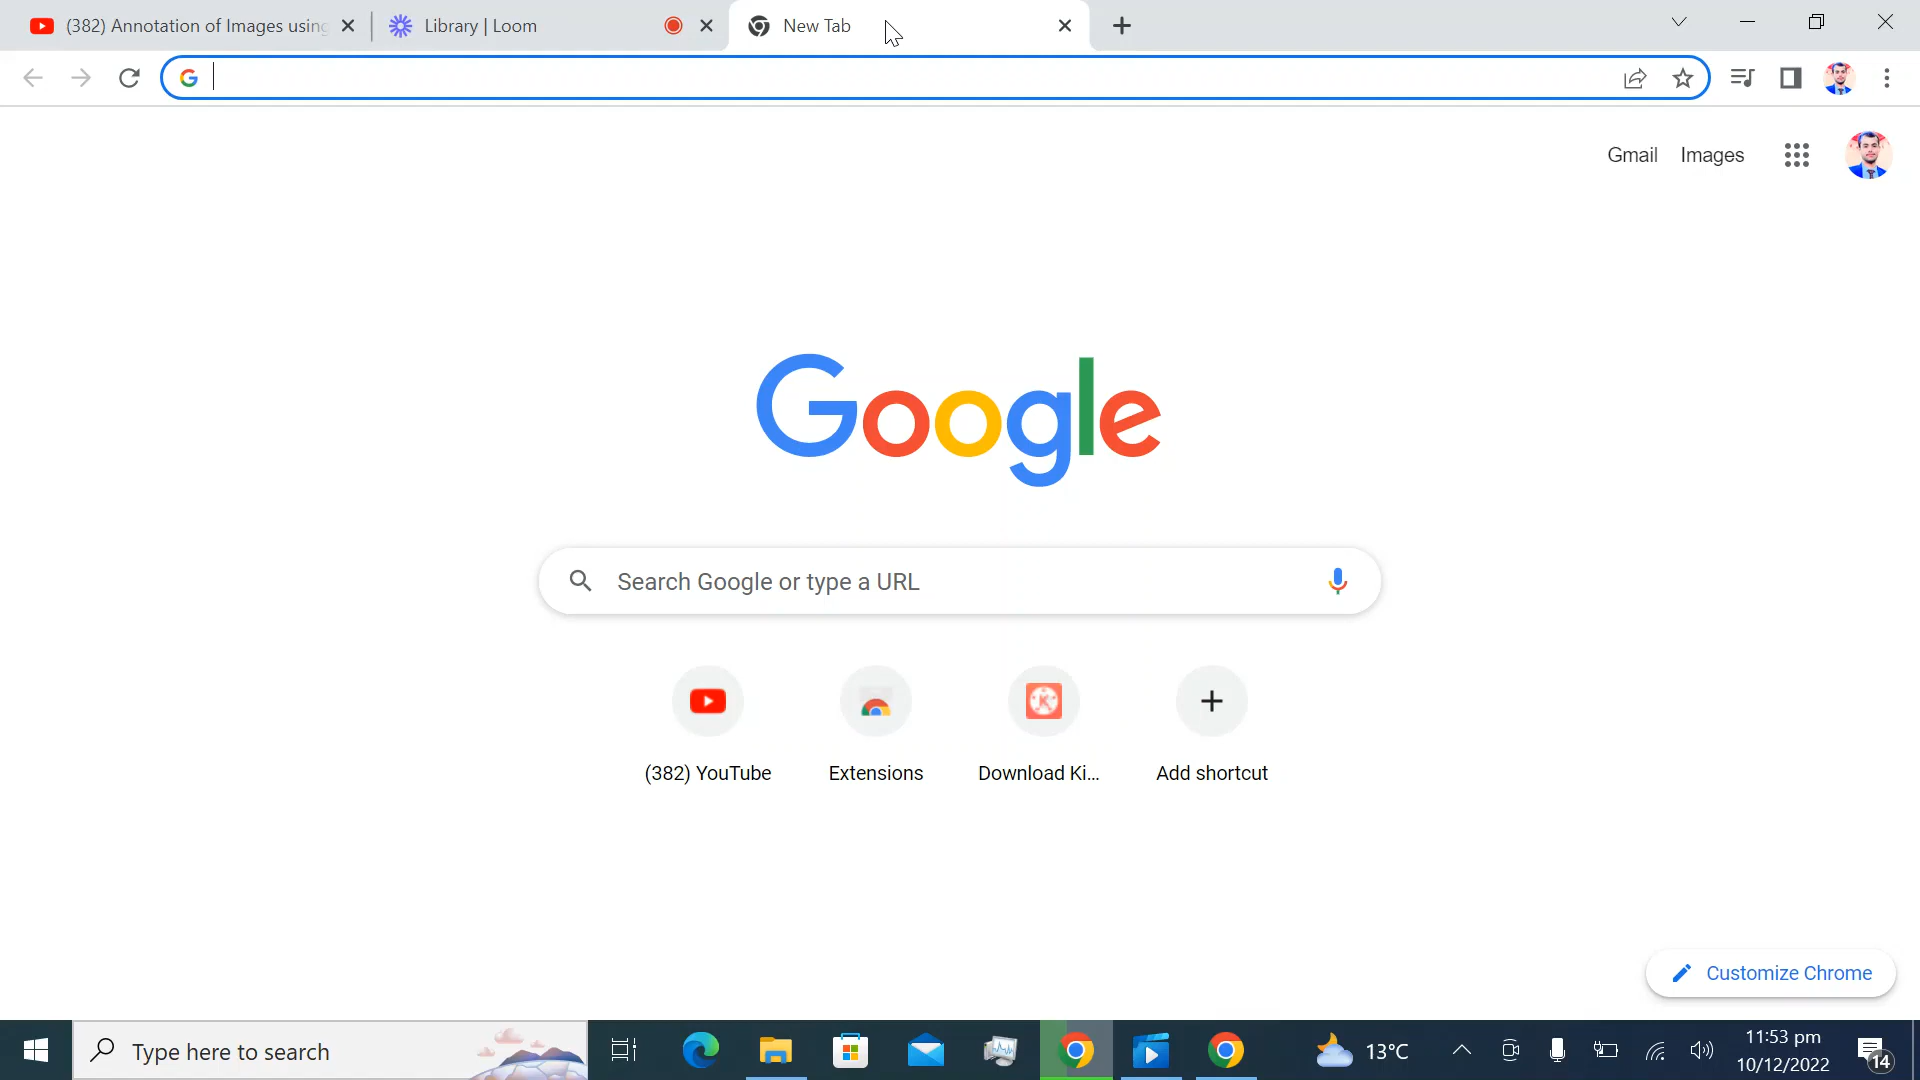 (382) Annotation of Images using
Library | Loom
New Tab
Gmail
Images
Google
Search Google or type a URL
(382) YouTube
Extensions
Download Ki...
Add shortcut
Customize Chrome
Type here to search
13°C
11:53 pm
10/12/2022
14